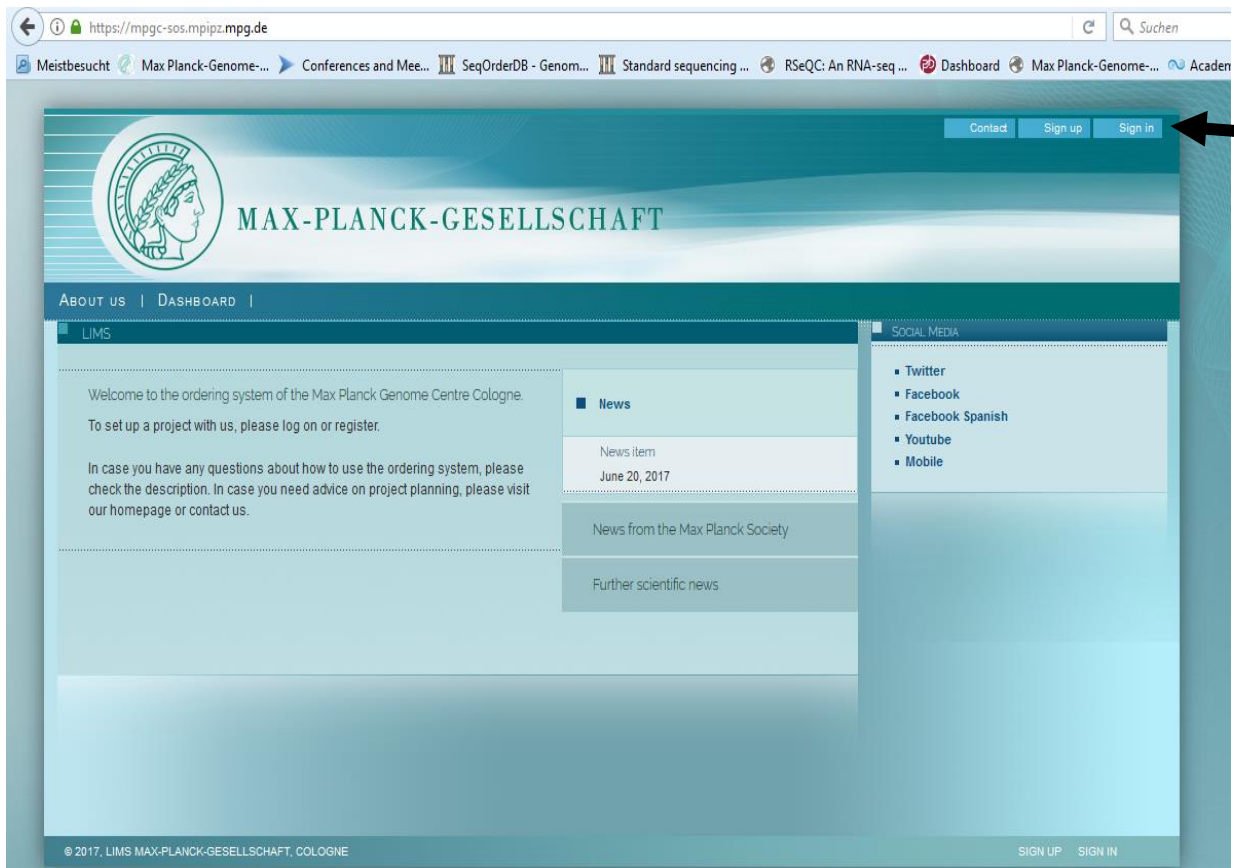 https://mpgc-sos.mpipz.mpg.de
Suchen
Meistbesucht Max Planck-Genome-... Conferences and Mee... SeqOrderDB - Genom... Standard sequencing ... RSeQC: An RNA-seq ... Dashboard Max Planck-Genome-... Academ
Contact Sign up Sign in
MAX-PLANCK-GESELLSCHAFT
ABOUT US | DASHBOARD |
LIMS
Welcome to the ordering system of the Max Planck Genome Centre Cologne.
To set up a project with us, please log on or register.
In case you have any questions about how to use the ordering system, please
check the description. In case you need advice on project planning, please visit
our homepage or contact us.
News
News item
June 20, 2017
News from the Max Planck Society
Further scientific news
SOCIAL MEDIA
Twitter
Facebook
Facebook Spanish
Youtube
Mobile
© 2017, LIMS MAX-PLANCK-GESELLSCHAFT, COLOGNE
SIGN UP SIGN IN